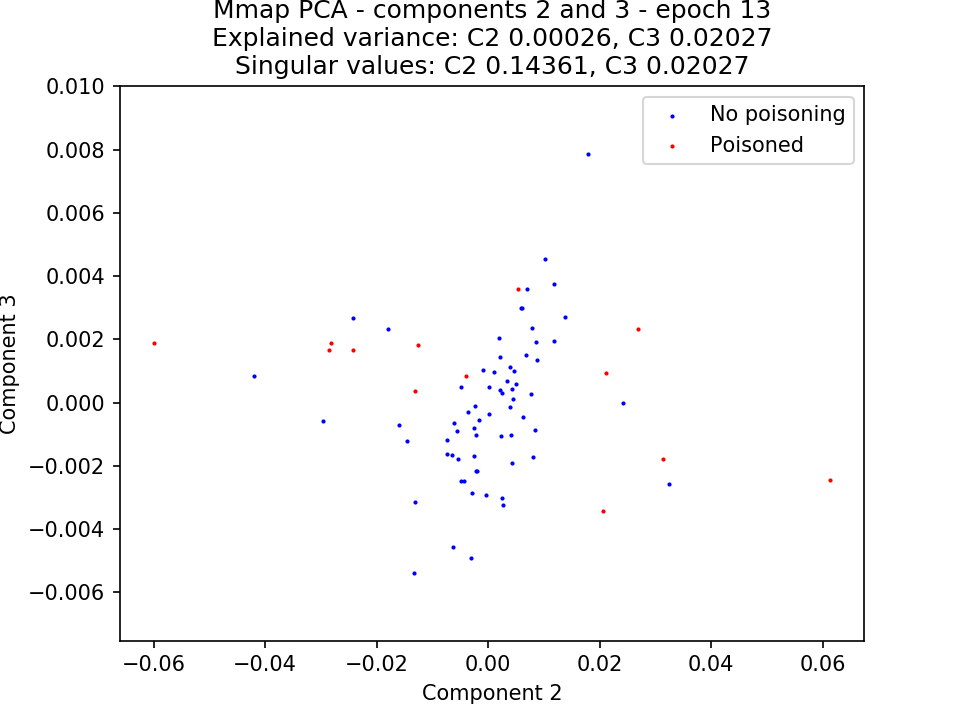 Mmap PCA - components 2 and 3 - epoch 13
Explained variance: C2 0.00026, C3 0.02027
Singular values: C2 0.14361, C3 0.02027
No poisoning
Poisoned
0.010
0.008
0.006
0.004
0.002
0.000
−0.002
−0.004
−0.006
Component 3
−0.06 −0.04 −0.02 0.00 0.02 0.04 0.06
Component 2